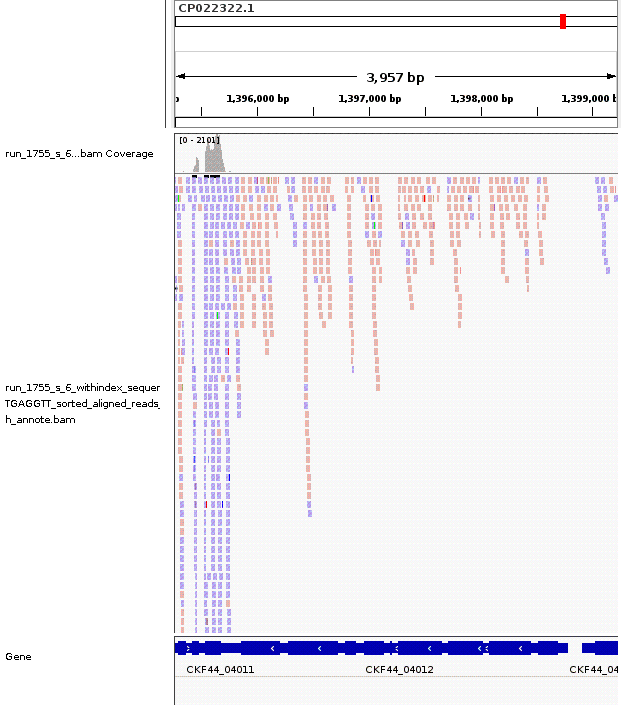 CP022322.1
3,957 bp
1,396,000 bp
1,397,000 bp
1,398,000 bp
1,399,000 b
[0 - 2101]
run_1755_s_6...bam Coverage
run_1755_s_6_withindex_sequer
TGAGGTT_sorted_aligned_reads_
h_annote.bam
Gene
CKF44_04011
CKF44_04012
CKF44_04